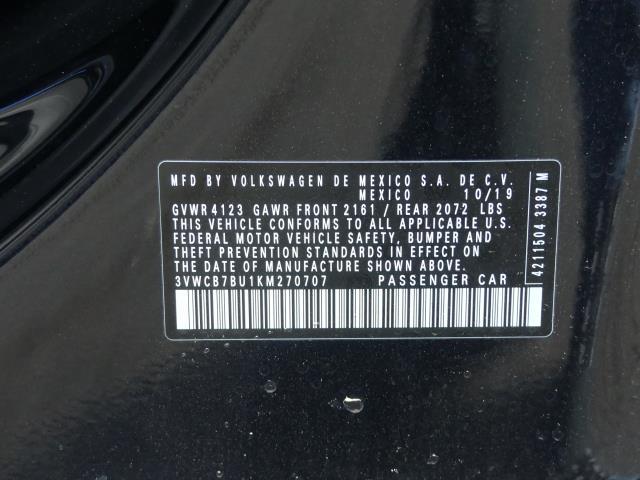 MFD BY VOLKSWAGEN DE MEXICO S.A. DE C.V.
MEXICO 10/19
GVWR 4123 GAWR FRONT 2161 / REAR 2072 LBS
THIS VEHICLE CONFORMS TO ALL APPLICABLE U.S.
FEDERAL MOTOR VEHICLE SAFETY, BUMPER AND
THEFT PREVENTION STANDARDS IN EFFECT ON
THE DATE OF MANUFACTURE SHOWN ABOVE.
3VWCB7BU1KM270707 PASSENGER CAR
4211504 3387 M